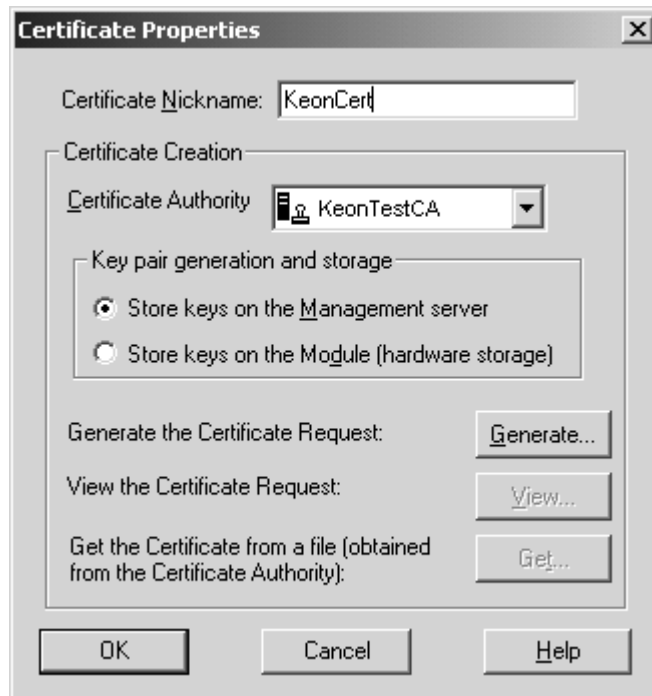 Certificate Properties
Certificate Nickname: KeonCert
Certificate Creation
Certificate Authority KeonTestCA
Key pair generation and storage
Store keys on the Management server
Store keys on the Module (hardware storage)
Generate the Certificate Request: Generate...
View the Certificate Request: View...
Get the Certificate from a file (obtained
from the Certificate Authority): Get...
OK Cancel Help